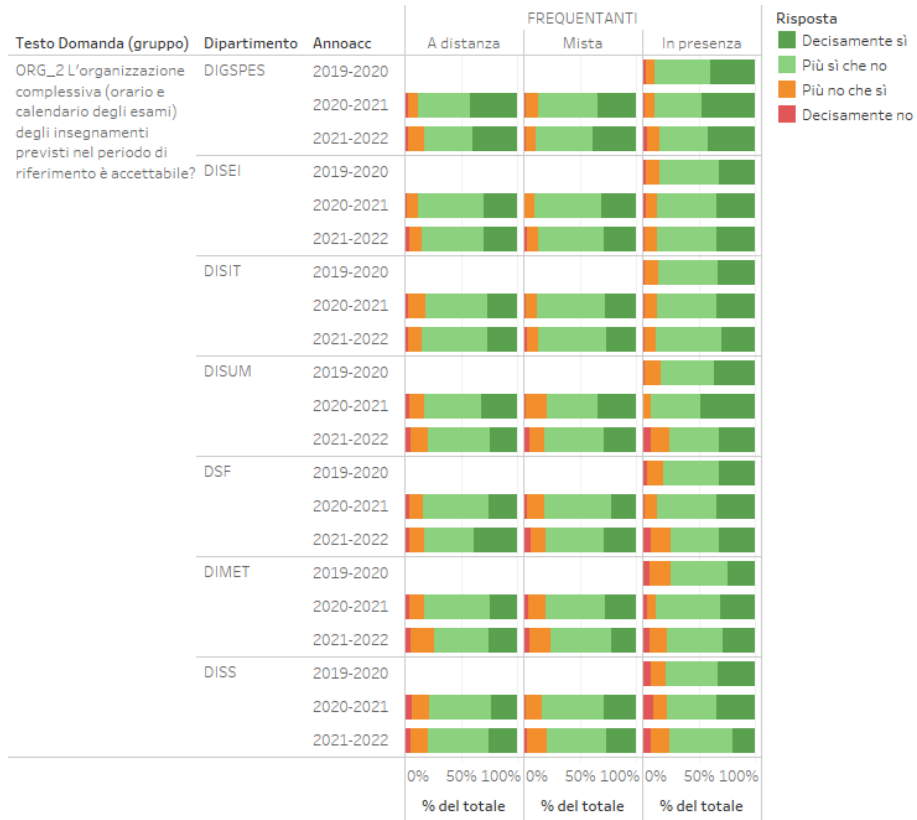 FREQUENTANTI
Testo Domanda (gruppo) Dipartimento Annoacc A distanza Mista In presenza
ORG_2 L'organizzazione
complessiva (orario e
calendario degli esami)
degli insegnamenti
previsti nel periodo di
riferimento è accettabile?
DIGSPES 2019-2020
2020-2021
2021-2022
DISEI 2019-2020
2020-2021
2021-2022
DISIT 2019-2020
2020-2021
2021-2022
DISUM 2019-2020
2020-2021
2021-2022
DSF 2019-2020
2020-2021
2021-2022
DIMET 2019-2020
2020-2021
2021-2022
DISS 2019-2020
2020-2021
2021-2022
0% 50% 100% 0% 50% 100% 0% 50% 100%
% del totale % del totale % del totale
Risposta
Decisamente sì
Più sì che no
Più no che sì
Decisamente no